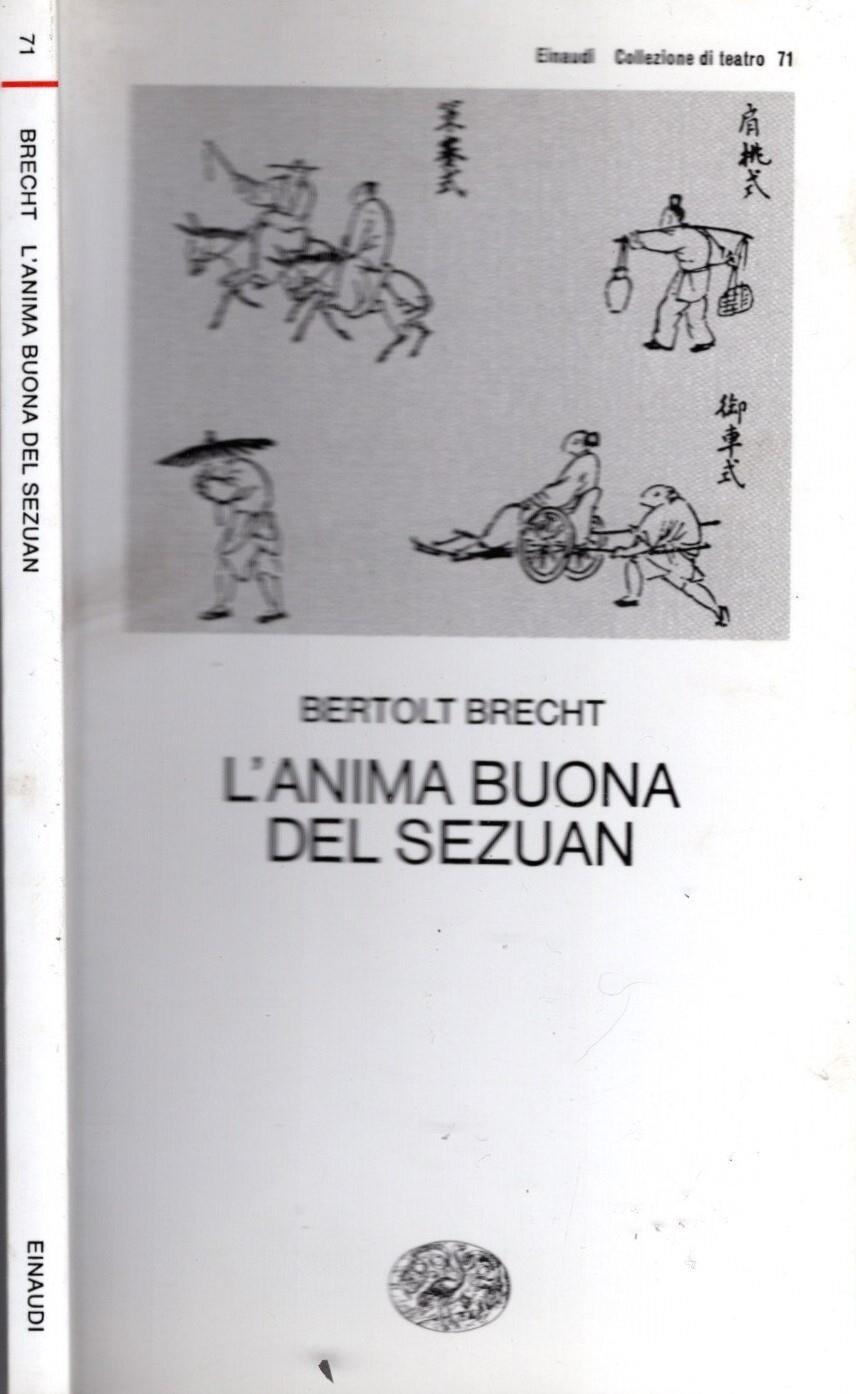 71
BRECHT L'ANIMA BUONA DEL SEZUAN
EINAUDI
Einaudi Collezione di teatro 71
肩挑式
御車式
BERTOLT BRECHT
L'ANIMA BUONA
DEL SEZUAN